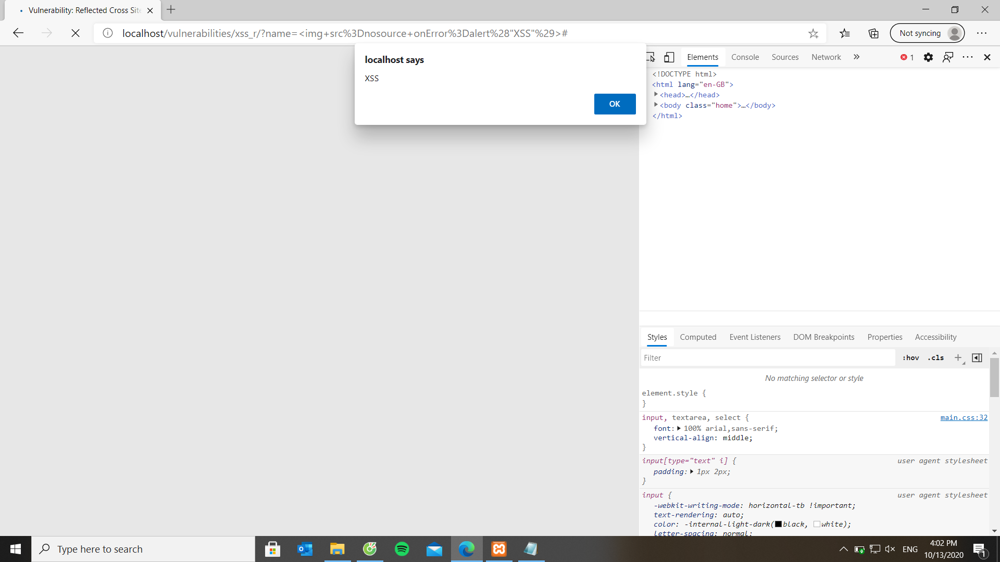 Vulnerability: Reflected Cross Site
localhost/vulnerabilities/xss_r/?name=<img+src%3Dnosource+onError%3Dalert%28"XSS"%29>#
Not syncing
localhost says
XSS
OK
Elements Console Sources Network 1
<!DOCTYPE html>
<html lang="en-GB">
<head>…</head>
<body class="home">…</body>
</html>
Styles Computed Event Listeners DOM Breakpoints Properties Accessibility
Filter :hov .cls
No matching selector or style
element.style {
}
input, textarea, select { main.css:32
font: 100% arial,sans-serif;
vertical-align: middle;
}
input[type="text" i] { user agent stylesheet
padding: 1px 2px;
}
input { user agent stylesheet
-webkit-writing-mode: horizontal-tb !important;
text-rendering: auto;
color: -internal-light-dark(black, white);
letter-spacing: normal;
Type here to search
ENG
4:02 PM
10/13/2020
1